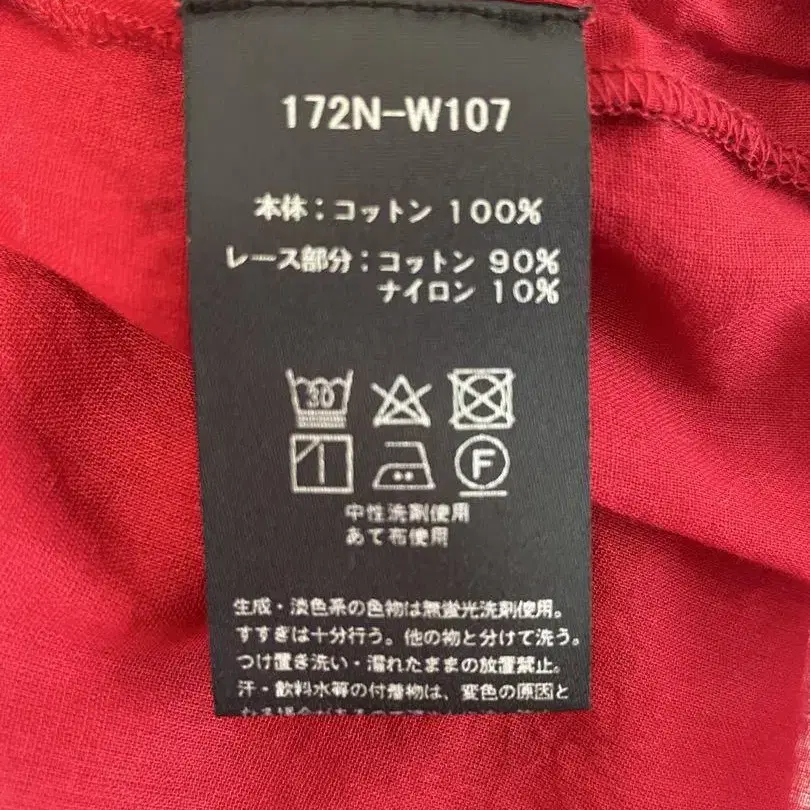 172N-W107
本体：コットン 100%
レース部分：コットン 90%
ナイロン 10%
30
F
中性洗剤使用
あて布使用
生成・淡色系の色物は無蛍光洗剤使用。
すすぎは十分行う。他の物と分けて洗う。
つけ置き洗い・濡れたままの放置禁止。
汗・飲料水等の付着物は、変色の原因と